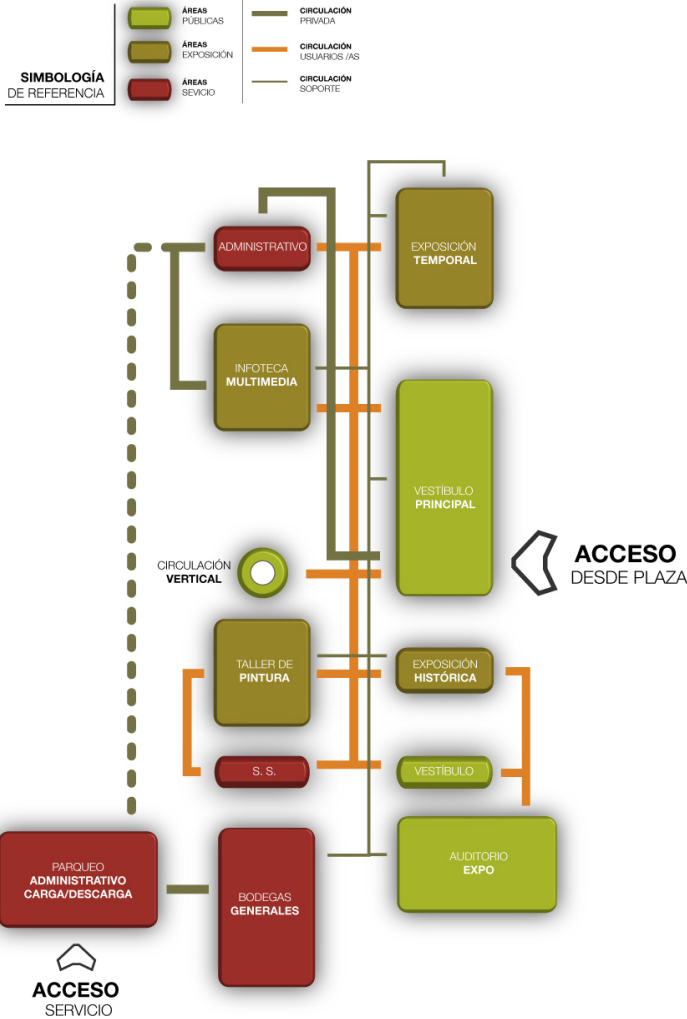 SIMBOLOGÍA
DE REFERENCIA
ÁREAS
PÚBLICAS
ÁREAS
EXPOSICIÓN
ÁREAS
SEVICIO
CIRCULACIÓN
PRIVADA
CIRCULACIÓN
USUARIOS /AS
CIRCULACIÓN
SOPORTE
ADMINISTRATIVO
EXPOSICIÓN
TEMPORAL
INFOTECA
MULTIMEDIA
VESTÍBULO
PRINCIPAL
ACCESO
DESDE PLAZA
CIRCULACIÓN
VERTICAL
TALLER DE
PINTURA
EXPOSICIÓN
HISTÓRICA
S. S.
VESTÍBULO
PARQUEO
ADMINISTRATIVO
CARGA/DESCARGA
BODEGAS
GENERALES
AUDITORIO
EXPO
ACCESO
SERVICIO